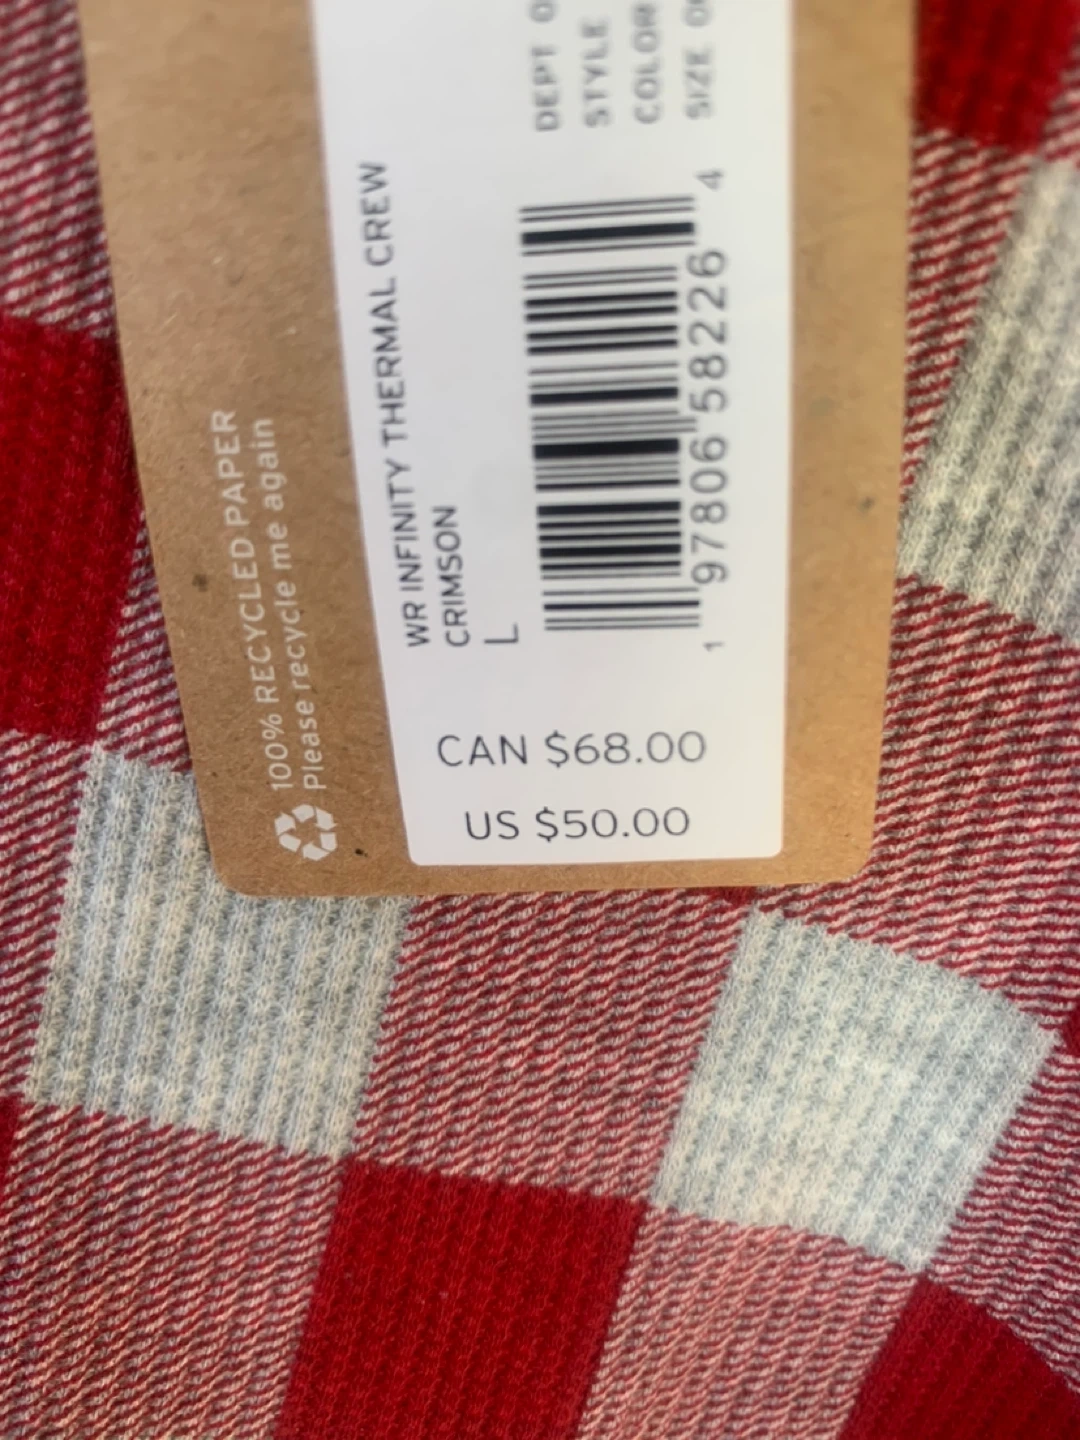 100% RECYCLED PAPER
Please recycle me again
WR INFINITY THERMAL CREW
CRIMSON
L
DEPT
STYLE
COLOR
SIZE
1 97806 58226 4
CAN $68.00
US $50.00